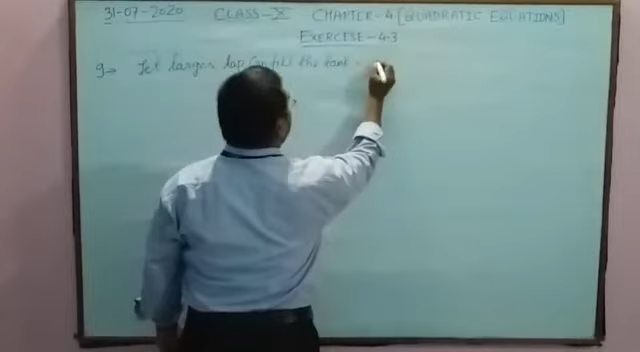 31-07-2020 CLASS-X CHAPTER-4 [QUADRATIC EQUATIONS]
EXERCISE-4.3
9→ Let larger tap can fill the tank =